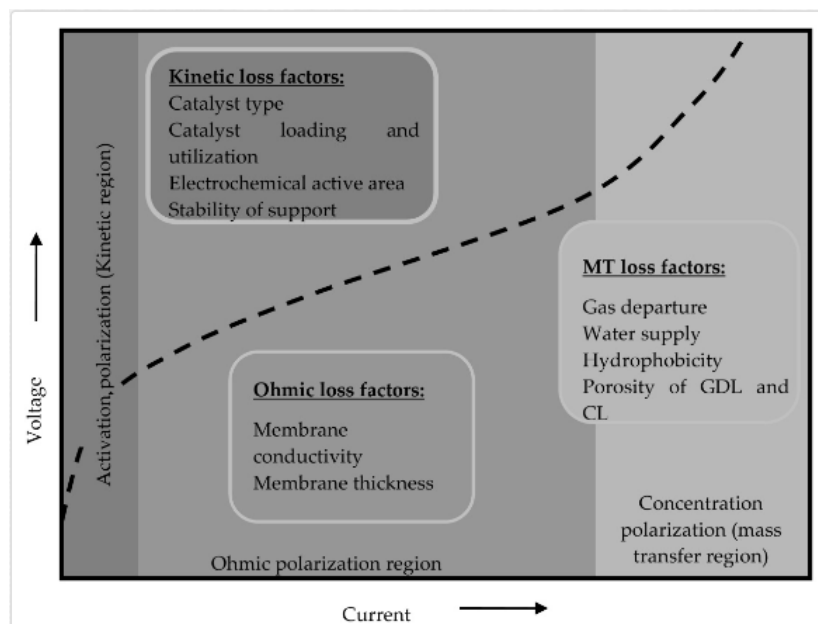 Kinetic loss factors:
Catalyst type
Catalyst loading and
utilization
Electrochemical active area
Stability of support
Activation polarization (Kinetic region)
MT loss factors:
Gas departure
Water supply
Hydrophobicity
Porosity of GDL and
CL
Ohmic loss factors:
Membrane
conductivity
Membrane thickness
Voltage
Concentration
polarization (mass
transfer region)
Ohmic polarization region
Current